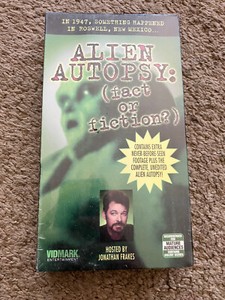 IN 1947, SOMETHING HAPPENED
IN ROSWELL, NEW MEXICO...
ALIEN
AUTOPSY:
(fact
or
fiction?)
CONTAINS EXTRA
NEVER-BEFORE-SEEN
FOOTAGE PLUS THE
COMPLETE, UNEDITED
ALIEN AUTOPSY!
VIDMARK
ENTERTAINMENT
HOSTED BY
JONATHAN FRAKES
MATURE
AUDIENCES